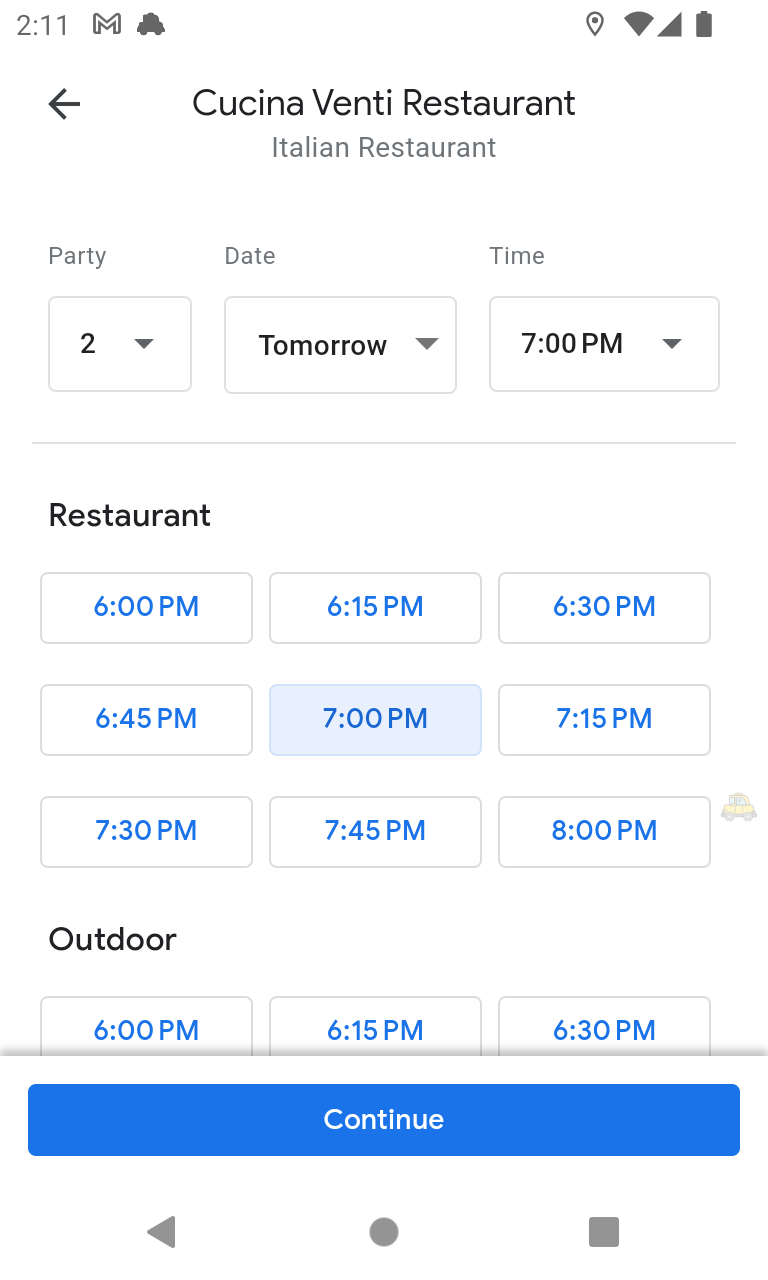 2:11
Cucina Venti Restaurant
Italian Restaurant
Party Date Time
2 Tomorrow 7:00 PM
Restaurant
6:00 PM 6:15 PM 6:30 PM
6:45 PM 7:00 PM 7:15 PM
7:30 PM 7:45 PM 8:00 PM
Outdoor
6:00 PM 6:15 PM 6:30 PM
Continue